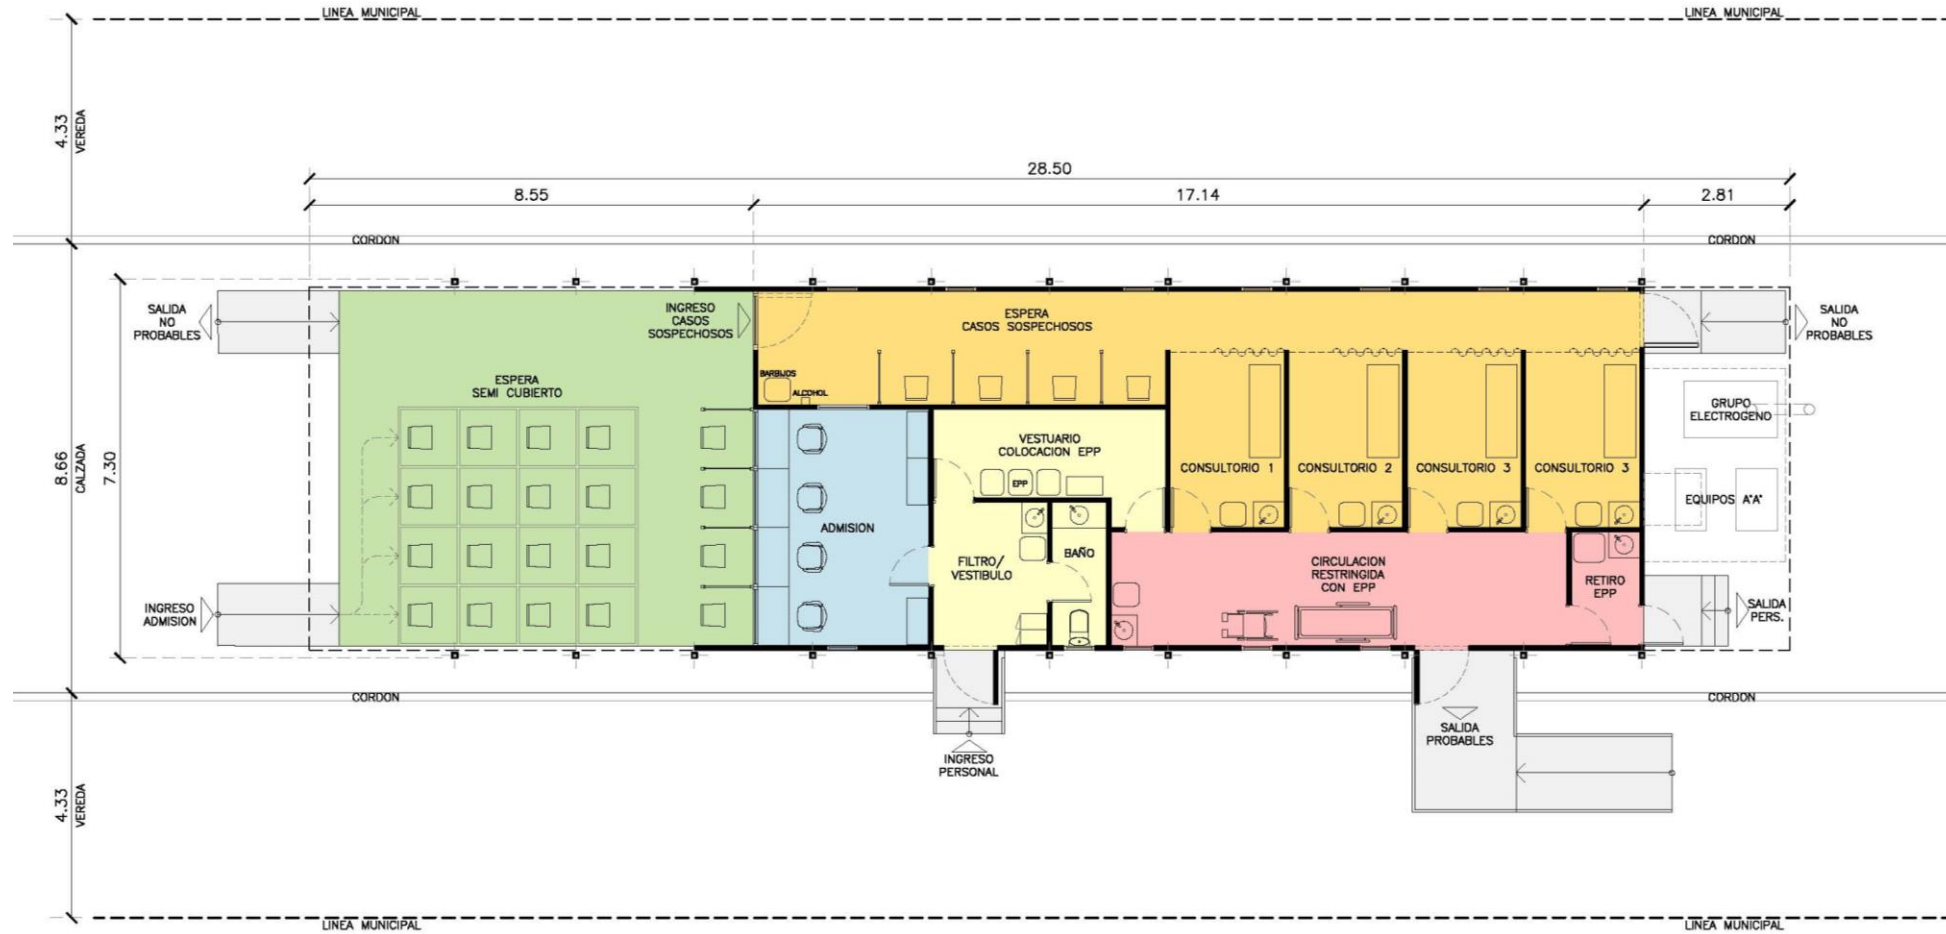 LINEA MUNICIPAL
LINEA MUNICIPAL
4.33
VEREDA
28.50
8.55
17.14
2.81
CORDON
CORDON
SALIDA
NO
PROBABLES
INGRESO
CASOS
SOSPECHOSOS
ESPERA
CASOS SOSPECHOSOS
SALIDA
NO
PROBABLES
ESPERA
SEMI CUBIERTO
BARBIJOS
ALCOHOL
GRUPO
ELECTROGENO
8.66
CALZADA
7.30
VESTUARIO
COLOCACION EPP
EPP
CONSULTORIO 1
CONSULTORIO 2
CONSULTORIO 3
CONSULTORIO 3
EQUIPOS A"A"
ADMISION
FILTRO/
VESTIBULO
BAÑO
CIRCULACION
RESTRINGIDA
CON EPP
RETIRO
EPP
INGRESO
ADMISION
SALIDA
PERS.
CORDON
CORDON
SALIDA
PROBABLES
INGRESO
PERSONAL
4.33
VEREDA
LINEA MUNICIPAL
LINEA MUNICIPAL